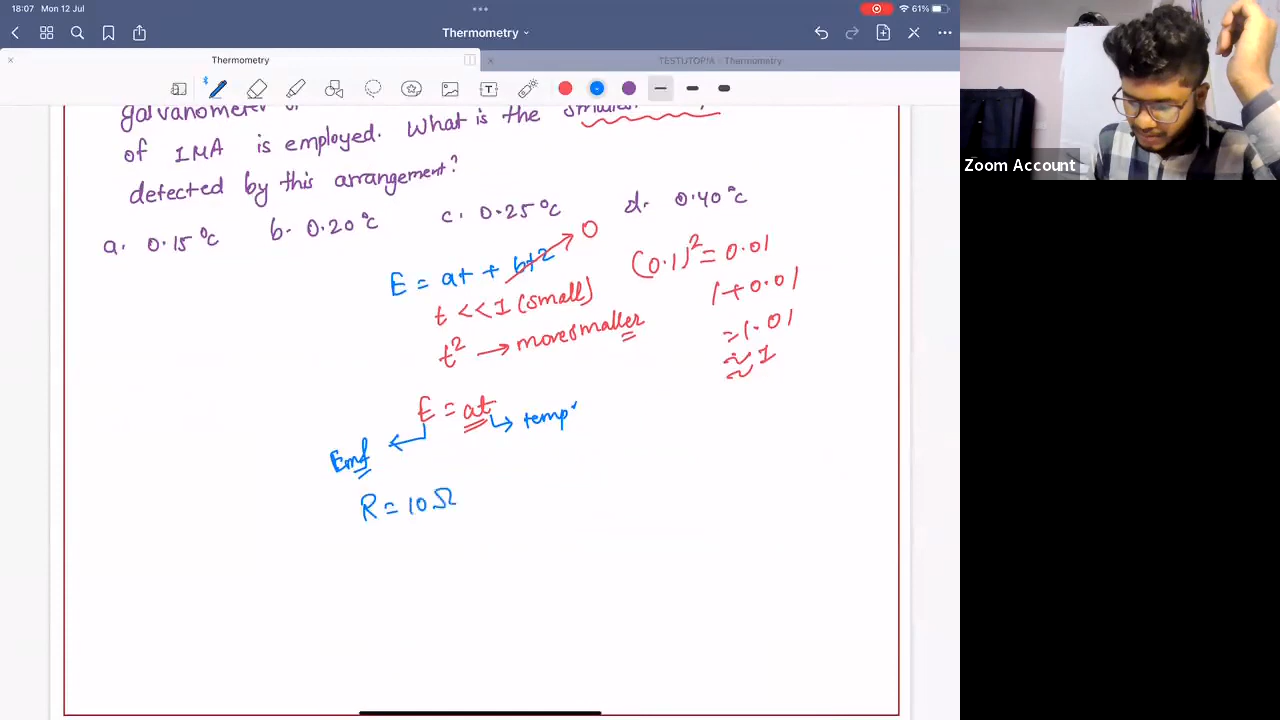 18:07 Mon 12 Jul
61%
Thermometry
Thermometry
TESTUTOPIA - Thermometry
Zoom Account
galvanometer of
of 1MA is employed. What is the
detected by this arrangement?
a. 0.15°C b. 0.20°C c. 0.25°C d. 0.40°C
E = at + bt2 → 0
t << 1 (small)
t² → more smaller
(0.1)² = 0.01
1 + 0.01
= 1.01
≈ 1
E = at
temp
Emf
R = 10Ω